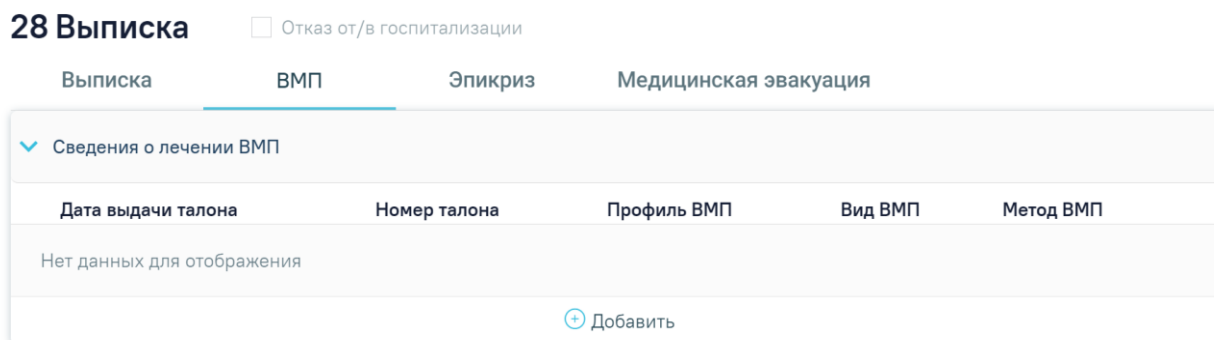 28 Выписка Отказ от/в госпитализации
Выписка ВМП Эпикриз Медицинская эвакуация
Сведения о лечении ВМП
Дата выдачи талона Номер талона Профиль ВМП Вид ВМП Метод ВМП
Нет данных для отображения
Добавить